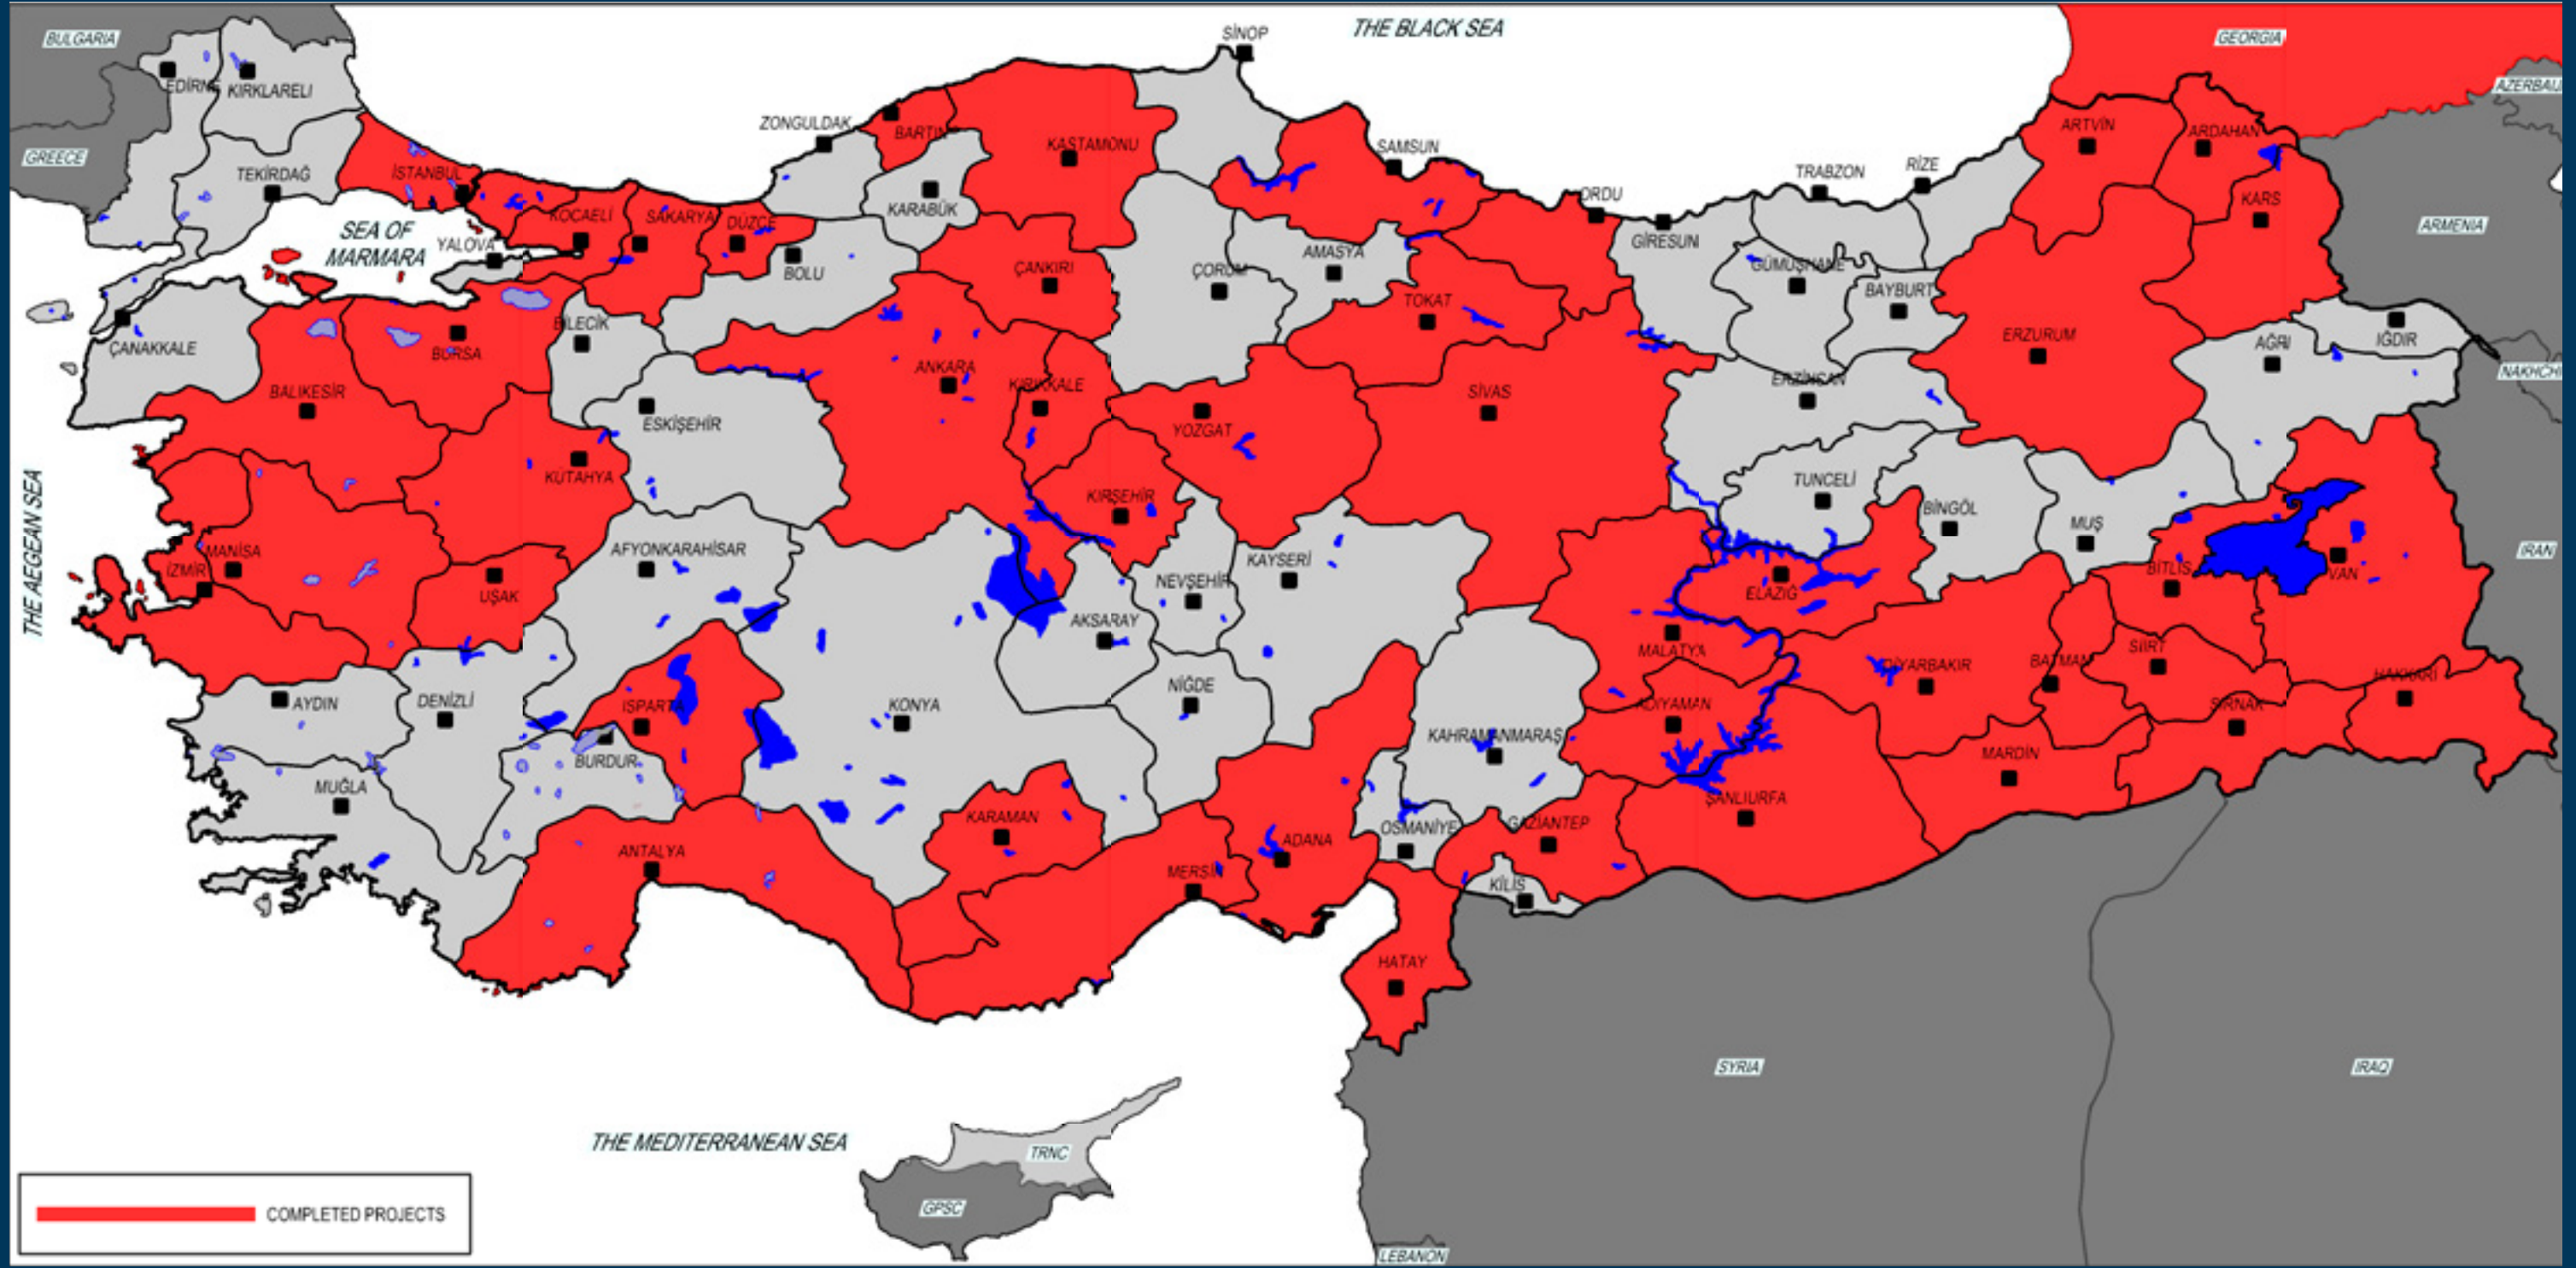 THE BLACK SEA
SİNOP
BULGARIA
GEORGIA
EDİRNE
KIRKLARELİ
AZERBAIJ
ZONGULDAK
BARTIN
KASTAMONU
SAMSUN
ARTVİN
ARDAHAN
GREECE
TEKİRDAĞ
İSTANBUL
TRABZON
RİZE
KOCAELİ
SAKARYA
DÜZCE
KARABÜK
ORDU
KARS
SEA OF
MARMARA
YALOVA
BOLU
ÇANKIRI
ÇORUM
AMASYA
GİRESUN
GÜMÜŞHANE
BAYBURT
ARMENIA
ÇANAKKALE
BURSA
BİLECİK
TOKAT
ERZURUM
AĞRI
IĞDIR
NAKHCHI
BALIKESİR
ESKİŞEHİR
ANKARA
KIRIKKALE
YOZGAT
SİVAS
ERZİNCAN
THE AEGEAN SEA
KÜTAHYA
KIRŞEHİR
TUNCELİ
BİNGÖL
MUŞ
IRAN
MANİSA
İZMİR
UŞAK
AFYONKARAHİSAR
NEVŞEHİR
KAYSERİ
ELAZIĞ
BİTLİS
VAN
AKSARAY
MALATYA
DİYARBAKIR
BATMAN
SİİRT
HAKKARİ
AYDIN
DENİZLİ
ISPARTA
KONYA
NİĞDE
ADIYAMAN
ŞIRNAK
BURDUR
KAHRAMANMARAŞ
MARDİN
MUĞLA
ŞANLIURFA
KARAMAN
ADANA
OSMANİYE
GAZİANTEP
ANTALYA
MERSİN
KİLİS
HATAY
SYRIA
IRAQ
THE MEDITERRANEAN SEA
TRNC
GPSC
COMPLETED PROJECTS
LEBANON